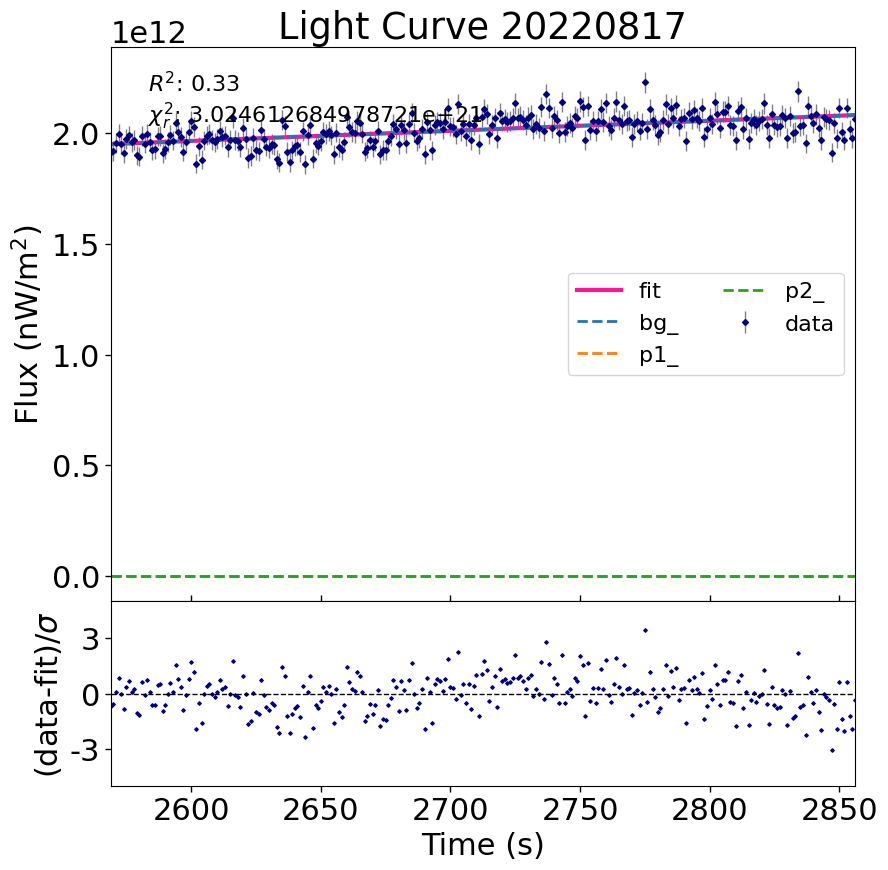 Light Curve 20220817
1e12
R²: 0.33
χ²ᵣ: 3.024612684978721e+21
Flux (nW/m²)
2.0
1.5
1.0
0.5
0.0
fit
bg_
p1_
p2_
data
(data-fit)/σ
3
0
-3
2600 2650 2700 2750 2800 2850
Time (s)